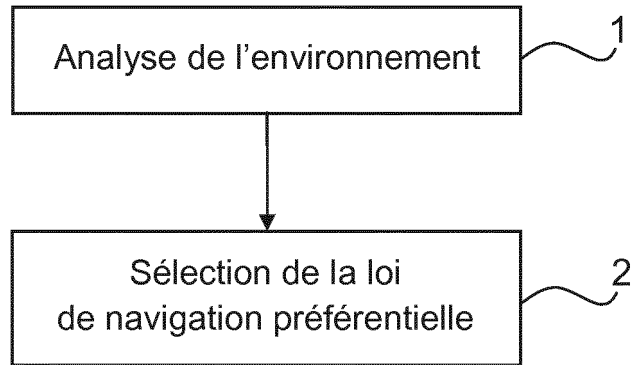 Analyse de l'environnement
1
Sélection de la loi
de navigation préférentielle
2